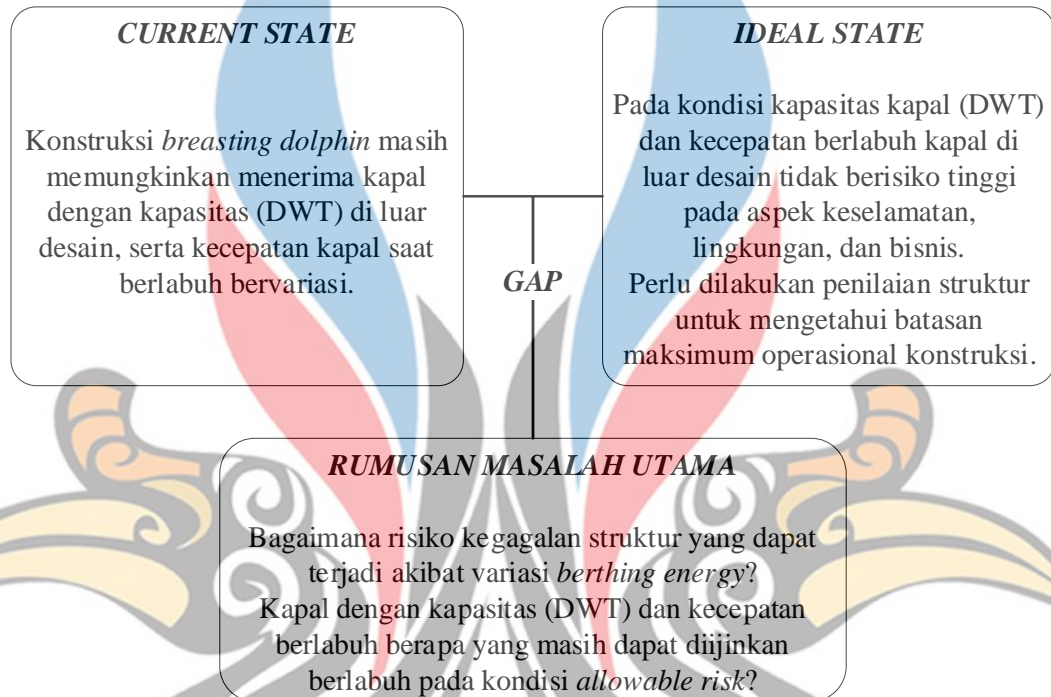 CURRENT STATE
Konstruksi breasting dolphin masih
memungkinkan menerima kapal
dengan kapasitas (DWT) di luar
desain, serta kecepatan kapal saat
berlabuh bervariasi.
IDEAL STATE
Pada kondisi kapasitas kapal (DWT)
dan kecepatan berlabuh kapal di
luar desain tidak berisiko tinggi
pada aspek keselamatan,
lingkungan, dan bisnis.
Perlu dilakukan penilaian struktur
untuk mengetahui batasan
maksimum operasional konstruksi.
GAP
RUMUSAN MASALAH UTAMA
Bagaimana risiko kegagalan struktur yang dapat
terjadi akibat variasi berthing energy?
Kapal dengan kapasitas (DWT) dan kecepatan
berlabuh berapa yang masih dapat diijinkan
berlabuh pada kondisi allowable risk?